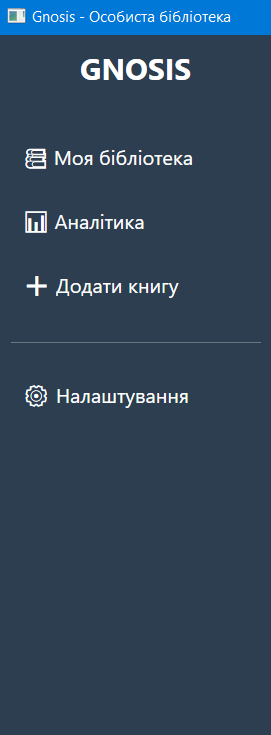 Gnosis - Особиста бібліотека
GNOSIS
Моя бібліотека
Аналітика
Додати книгу
Налаштування